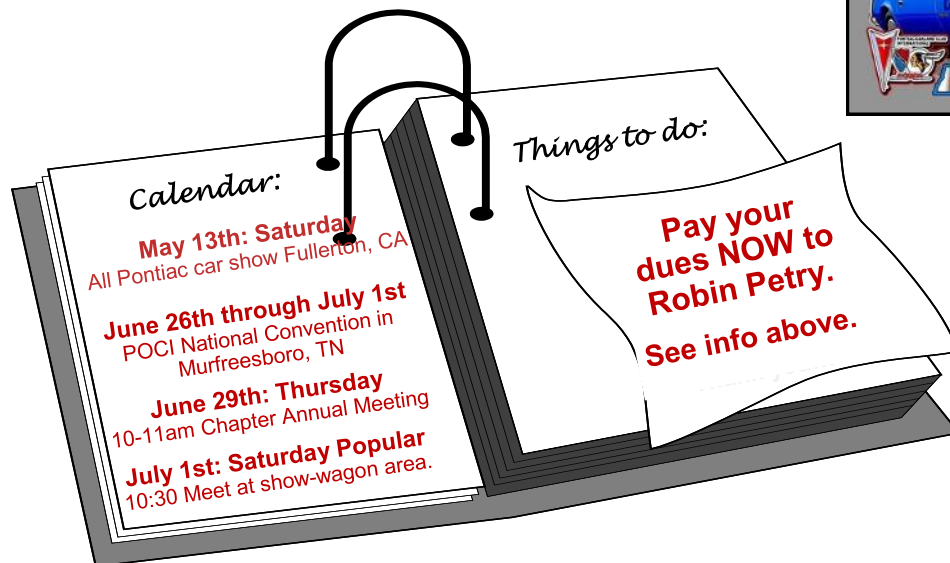 Calendar:
May 13th: Saturday
All Pontiac car show Fullerton, CA
June 26th through July 1st
POCI National Convention in
Murfreesboro, TN
June 29th: Thursday
10-11am Chapter Annual Meeting
July 1st: Saturday Popular
10:30 Meet at show-wagon area.
Things to do:
Pay your
dues NOW to
Robin Petry.
See info above.